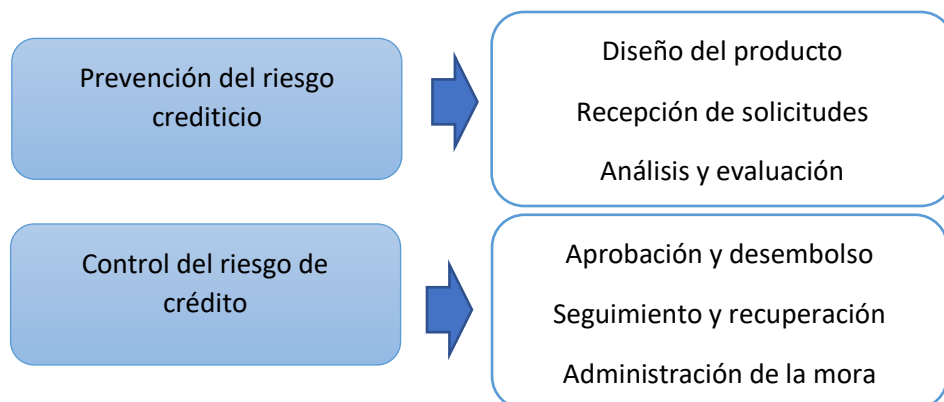 Prevención del riesgo
crediticio
Diseño del producto
Recepción de solicitudes
Análisis y evaluación
Control del riesgo de
crédito
Aprobación y desembolso
Seguimiento y recuperación
Administración de la mora